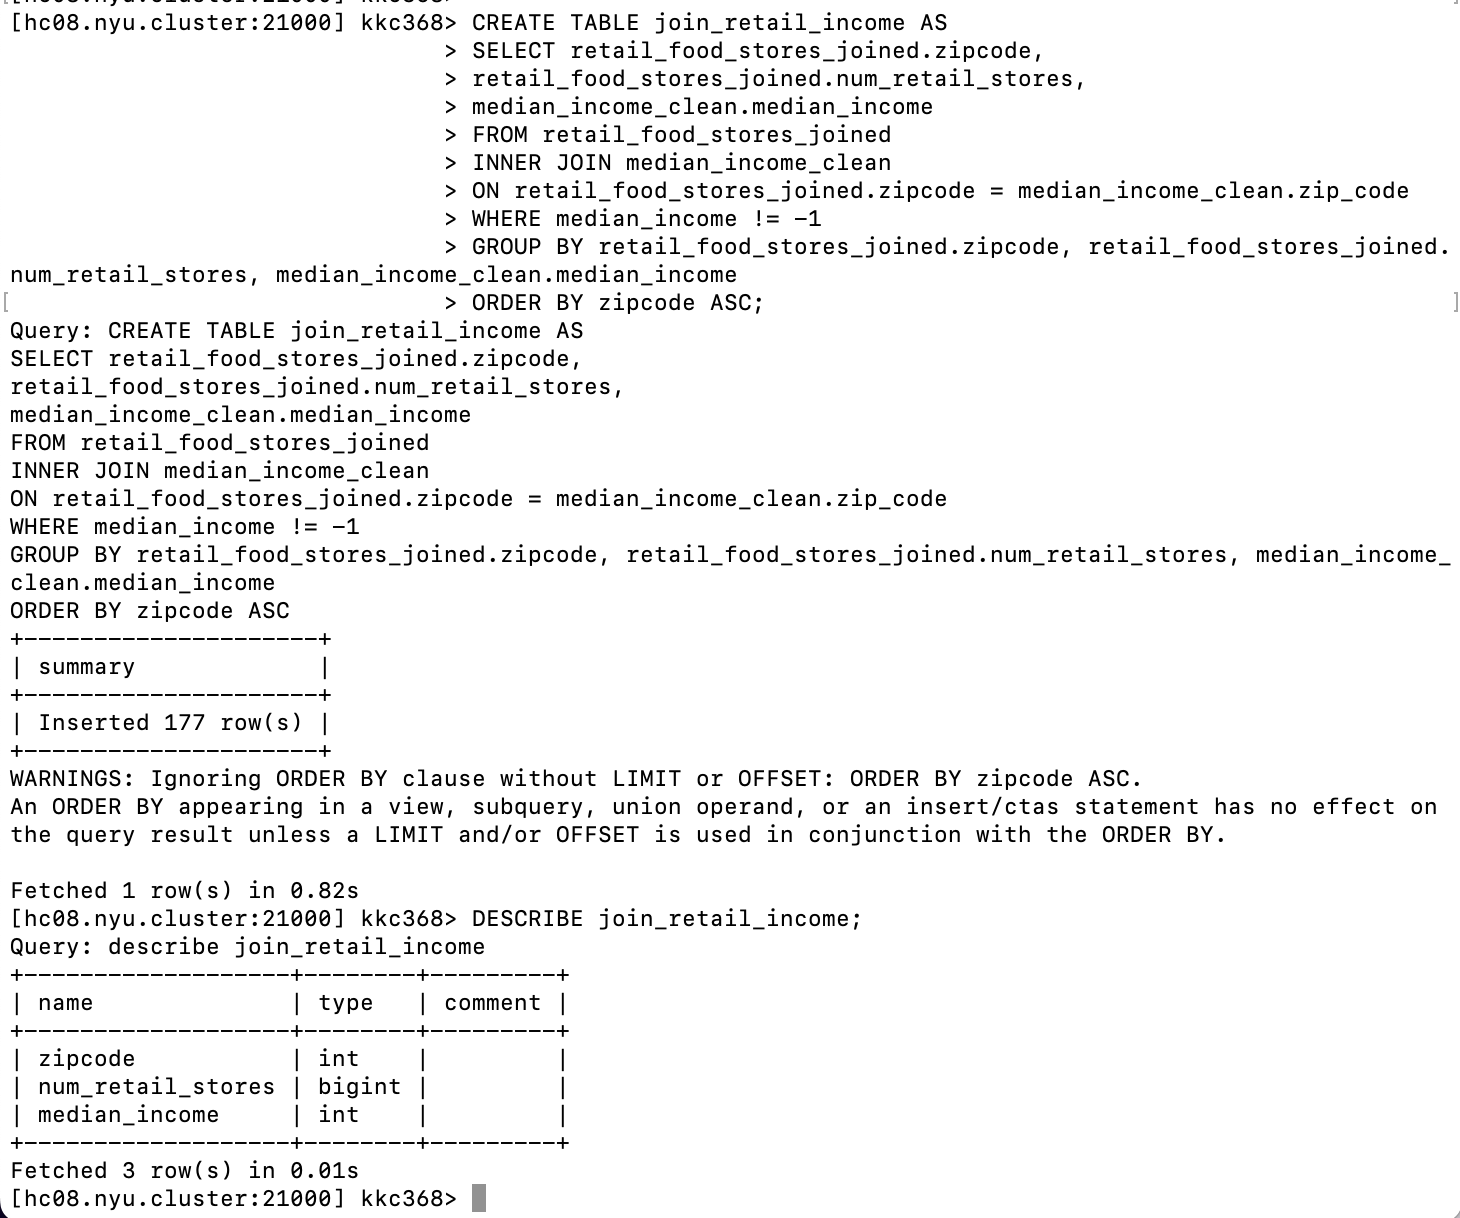 [hc08.nyu.cluster:21000] kkc368>
[hc08.nyu.cluster:21000] kkc368> CREATE TABLE join_retail_income AS
> SELECT retail_food_stores_joined.zipcode,
> retail_food_stores_joined.num_retail_stores,
> median_income_clean.median_income
> FROM retail_food_stores_joined
> INNER JOIN median_income_clean
> ON retail_food_stores_joined.zipcode = median_income_clean.zip_code
> WHERE median_income != -1
> GROUP BY retail_food_stores_joined.zipcode, retail_food_stores_joined.
num_retail_stores, median_income_clean.median_income
[ > ORDER BY zipcode ASC; ]
Query: CREATE TABLE join_retail_income AS
SELECT retail_food_stores_joined.zipcode,
retail_food_stores_joined.num_retail_stores,
median_income_clean.median_income
FROM retail_food_stores_joined
INNER JOIN median_income_clean
ON retail_food_stores_joined.zipcode = median_income_clean.zip_code
WHERE median_income != -1
GROUP BY retail_food_stores_joined.zipcode, retail_food_stores_joined.num_retail_stores, median_income_
clean.median_income
ORDER BY zipcode ASC
+---------------------+
| summary             |
+---------------------+
| Inserted 177 row(s) |
+---------------------+
WARNINGS: Ignoring ORDER BY clause without LIMIT or OFFSET: ORDER BY zipcode ASC.
An ORDER BY appearing in a view, subquery, union operand, or an insert/ctas statement has no effect on
the query result unless a LIMIT and/or OFFSET is used in conjunction with the ORDER BY.
Fetched 1 row(s) in 0.82s
[hc08.nyu.cluster:21000] kkc368> DESCRIBE join_retail_income;
Query: describe join_retail_income
+-------------------+--------+---------+
| name              | type   | comment |
+-------------------+--------+---------+
| zipcode           | int    |         |
| num_retail_stores | bigint |         |
| median_income     | int    |         |
+-------------------+--------+---------+
Fetched 3 row(s) in 0.01s
[hc08.nyu.cluster:21000] kkc368>